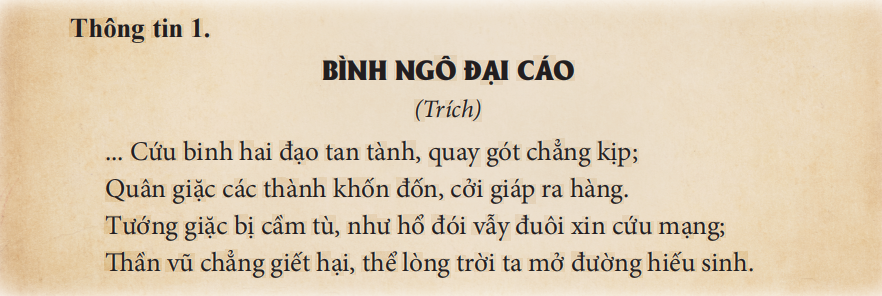 Thông tin 1.
BÌNH NGÔ ĐẠI CÁO
(Trích)
... Cứu binh hai đạo tan tành, quay gót chẳng kịp;
Quân giặc các thành khốn đốn, cởi giáp ra hàng.
Tướng giặc bị cầm tù, như hổ đói vẫy đuôi xin cứu mạng;
Thần vũ chẳng giết hại, thể lòng trời ta mở đường hiếu sinh.